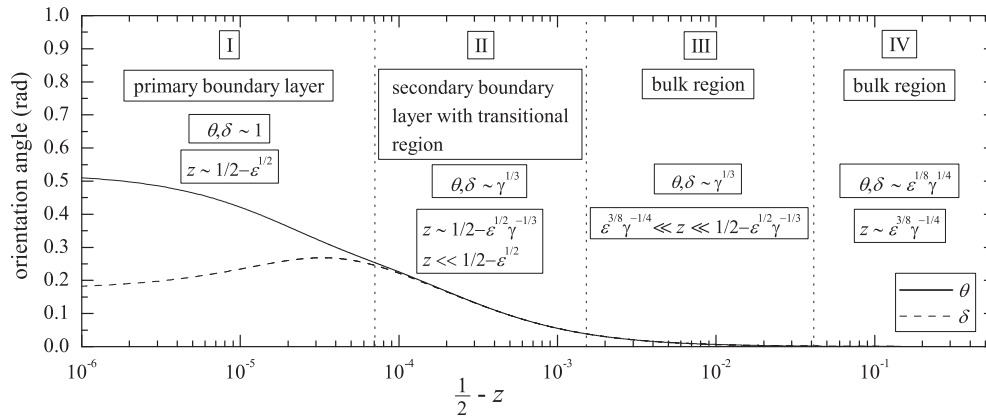 1.0
0.9
0.8
0.7
0.6
0.5
0.4
0.3
0.2
0.1
0.0
orientation angle (rad)
I
primary boundary layer
θ,δ ~ 1
z ~ 1/2−ε^{1/2}
II
secondary boundary
layer with transitional
region
θ,δ ~ γ^{1/3}
z ~ 1/2−ε^{1/2}γ^{−1/3}
z << 1/2−ε^{1/2}
III
bulk region
θ,δ ~ γ^{1/3}
ε^{3/8}γ^{−1/4} ≪ z ≪ 1/2−ε^{1/2}γ^{−1/3}
IV
bulk region
θ,δ ~ ε^{1/8}γ^{1/4}
z ~ ε^{3/8}γ^{−1/4}
θ
δ
10^{-6} 10^{-5} 10^{-4} 10^{-3} 10^{-2} 10^{-1}
1/2 - z